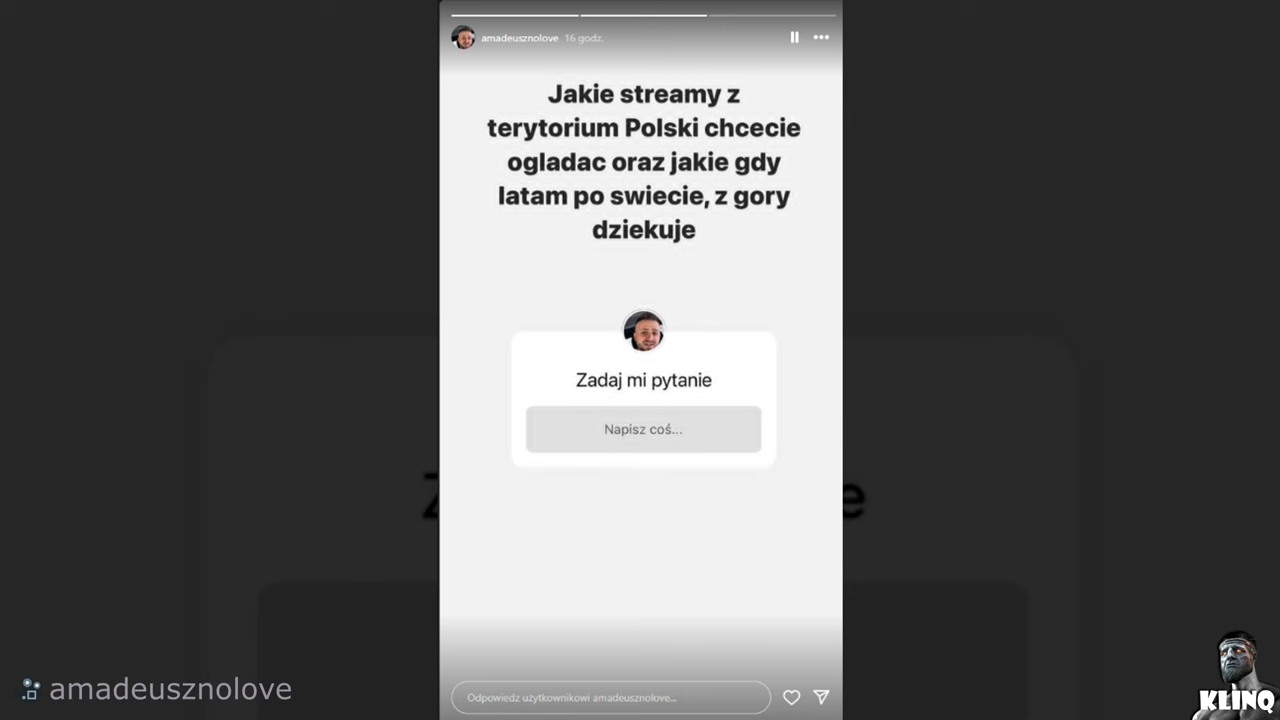 amadeusznolove 16 godz.
Jakie streamy z
terytorium Polski chcecie
ogladac oraz jakie gdy
latam po swiecie, z gory
dziekuje
Zadaj mi pytanie
Napisz coś...
Odpowiedz użytkownikowi amadeusznolove...
amadeusznolove
KLINQ